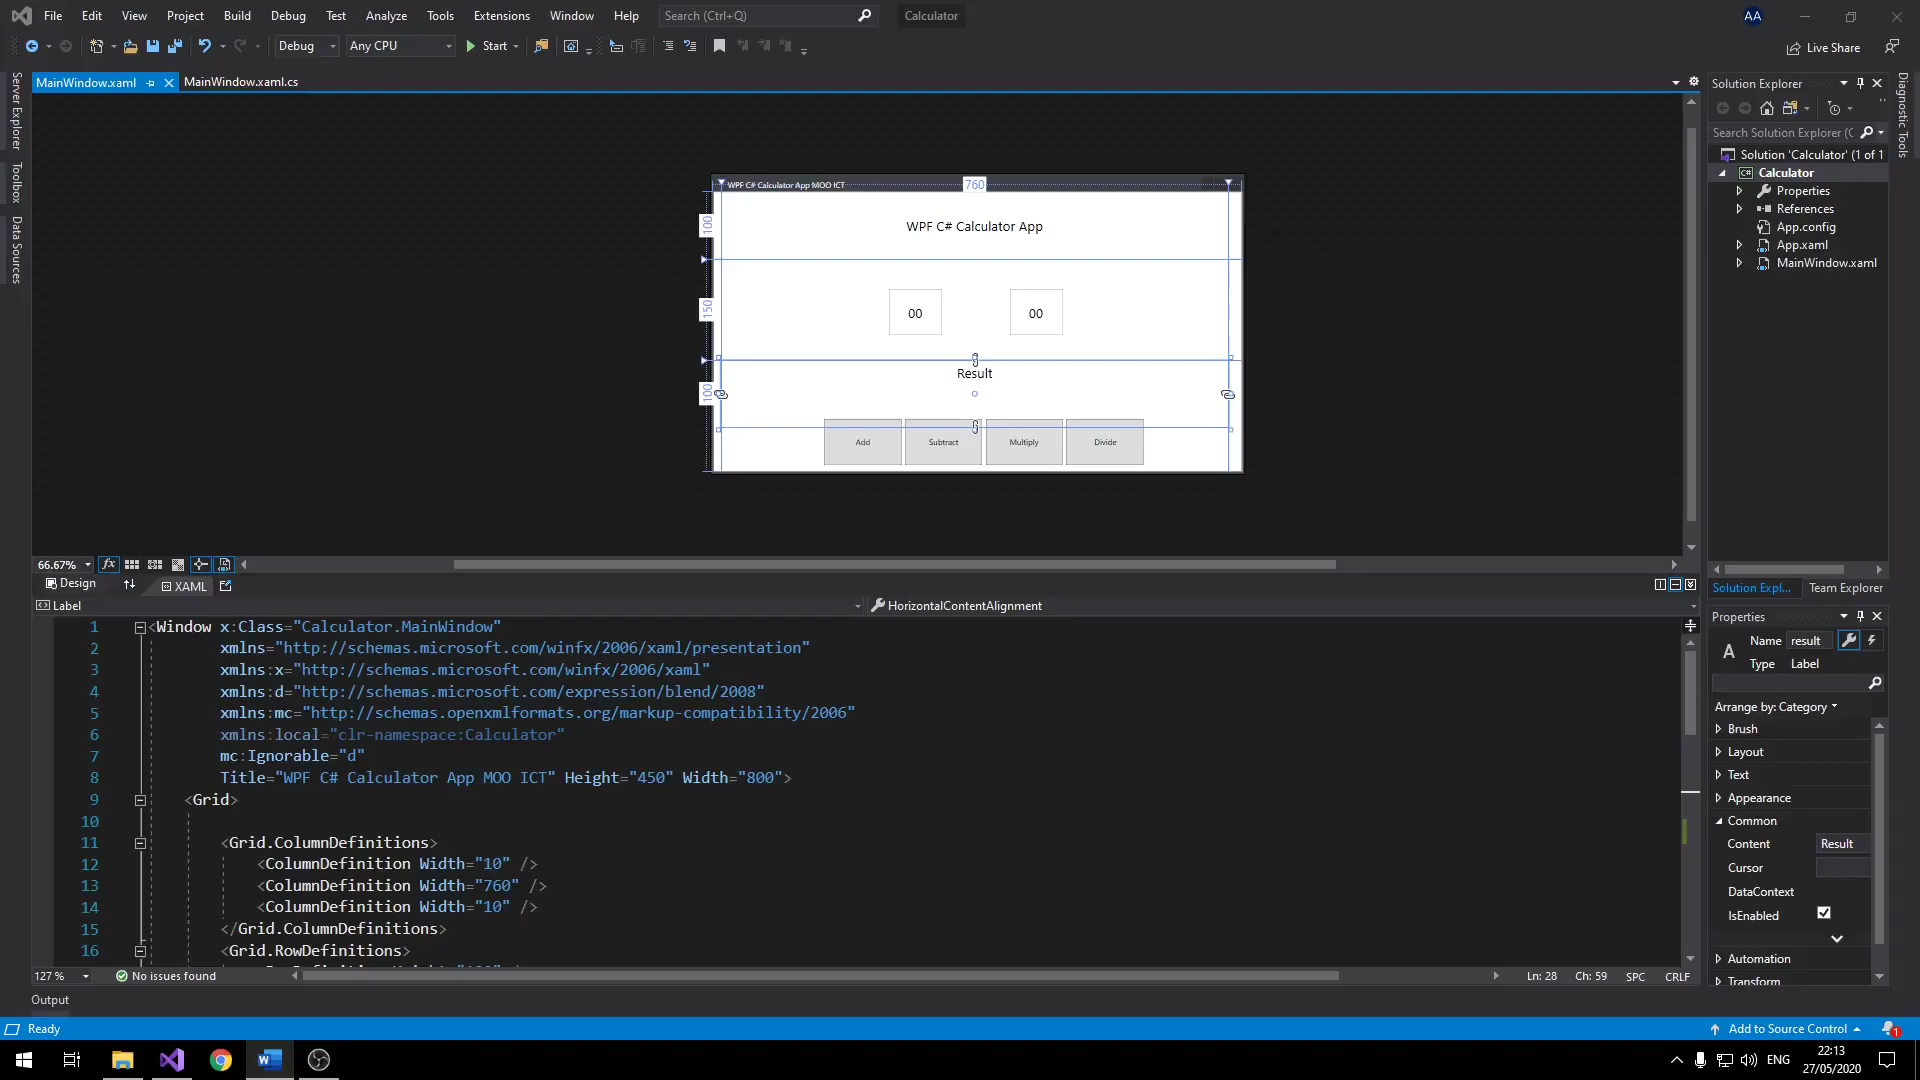 File Edit View Project Build Debug Test Analyze Tools Extensions Window Help Search (Ctrl+Q) Calculator AA
Debug Any CPU Start Live Share
MainWindow.xaml MainWindow.xaml.cs
Server Explorer
Toolbox
Data Sources
WPF C# Calculator App MOO ICT 760
100
WPF C# Calculator App
150
00 00
Result
100
Add Subtract Multiply Divide
66.67% fx
Design XAML
Label HorizontalContentAlignment
1 <Window x:Class="Calculator.MainWindow"
2 xmlns="http://schemas.microsoft.com/winfx/2006/xaml/presentation"
3 xmlns:x="http://schemas.microsoft.com/winfx/2006/xaml"
4 xmlns:d="http://schemas.microsoft.com/expression/blend/2008"
5 xmlns:mc="http://schemas.openxmlformats.org/markup-compatibility/2006"
6 xmlns:local="clr-namespace:Calculator"
7 mc:Ignorable="d"
8 Title="WPF C# Calculator App MOO ICT" Height="450" Width="800">
9 <Grid>
10
11 <Grid.ColumnDefinitions>
12 <ColumnDefinition Width="10" />
13 <ColumnDefinition Width="760" />
14 <ColumnDefinition Width="10" />
15 </Grid.ColumnDefinitions>
16 <Grid.RowDefinitions>
127 % No issues found Ln: 28 Ch: 59 SPC CRLF
Output
Ready Add to Source Control 1
Solution Explorer
Search Solution Explorer (C
Solution 'Calculator' (1 of 1
C# Calculator
Properties
References
App.config
App.xaml
MainWindow.xaml
Solution Expl... Team Explorer
Properties
Name result
Type Label
Arrange by: Category
Brush
Layout
Text
Appearance
Common
Content Result
Cursor
DataContext
IsEnabled
Automation
Transform
Diagnostic Tools
ENG 22:13
27/05/2020